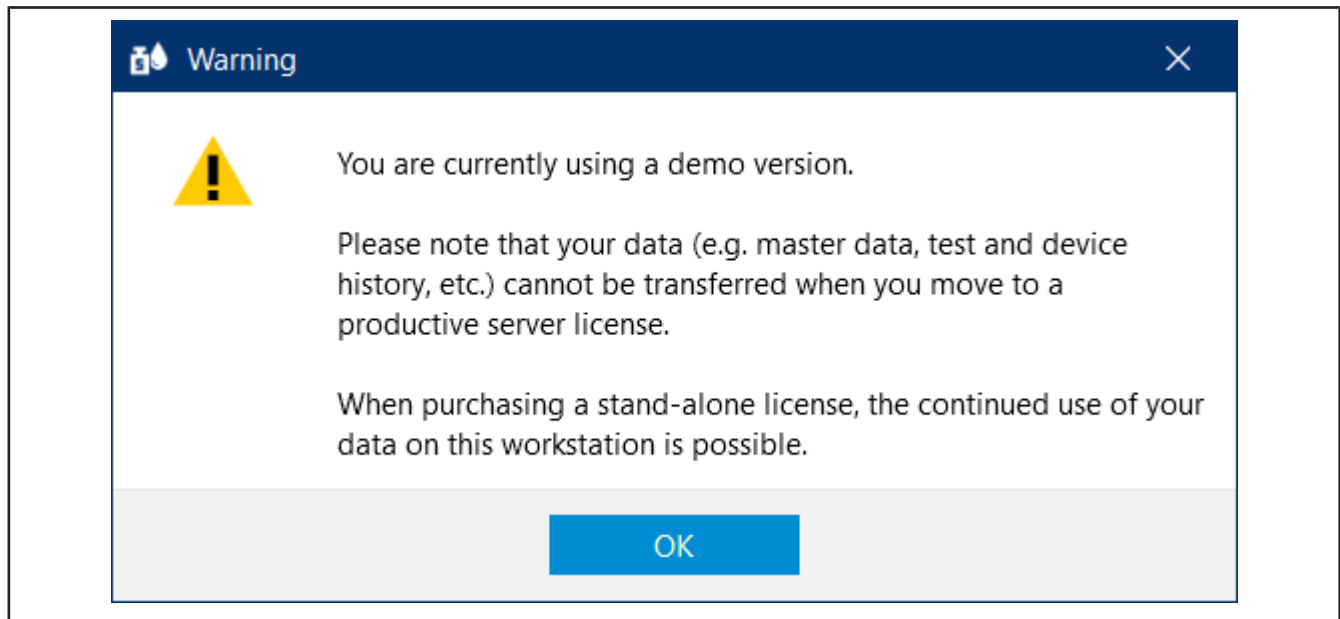 Warning
You are currently using a demo version.
Please note that your data (e.g. master data, test and device
history, etc.) cannot be transferred when you move to a
productive server license.
When purchasing a stand-alone license, the continued use of your
data on this workstation is possible.
OK